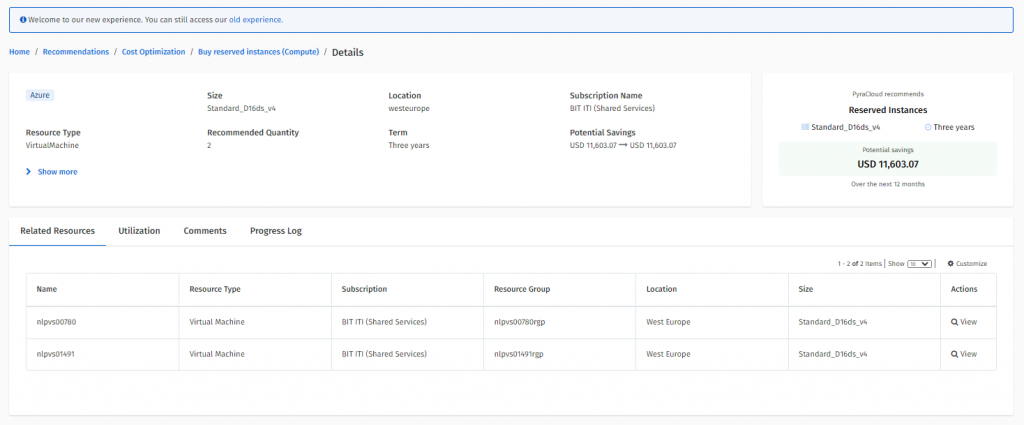 Welcome to our new experience. You can still access our old experience.
Home / Recommendations / Cost Optimization / Buy reserved instances (Compute) / Details
Azure
Size
Standard_D16ds_v4
Location
westeurope
Subscription Name
BIT ITI (Shared Services)
Resource Type
VirtualMachine
Recommended Quantity
2
Term
Three years
Potential Savings
USD 11,603.07 → USD 11,603.07
Show more
PyraCloud recommends
Reserved Instances
Standard_D16ds_v4 Three years
Potential savings
USD 11,603.07
Over the next 12 months
Related Resources Utilization Comments Progress Log
1 - 2 of 2 Items | Show 10 | Customize
Name Resource Type Subscription Resource Group Location Size Actions
nlpvs00780 Virtual Machine BIT ITI (Shared Services) nlpvs00780rgp West Europe Standard_D16ds_v4 View
nlpvs01491 Virtual Machine BIT ITI (Shared Services) nlpvs01491rgp West Europe Standard_D16ds_v4 View